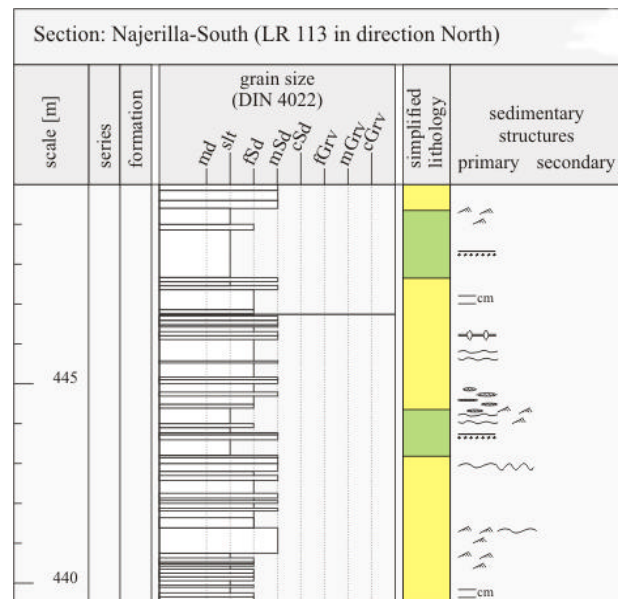 Section: Najerilla-South (LR 113 in direction North)
scale [m]
series
formation
grain size
(DIN 4022)
md
slt
fSd
mSd
cSd
fGrv
mGrv
cGrv
simplified
lithology
sedimentary
structures
primary secondary
cm
445
440
cm